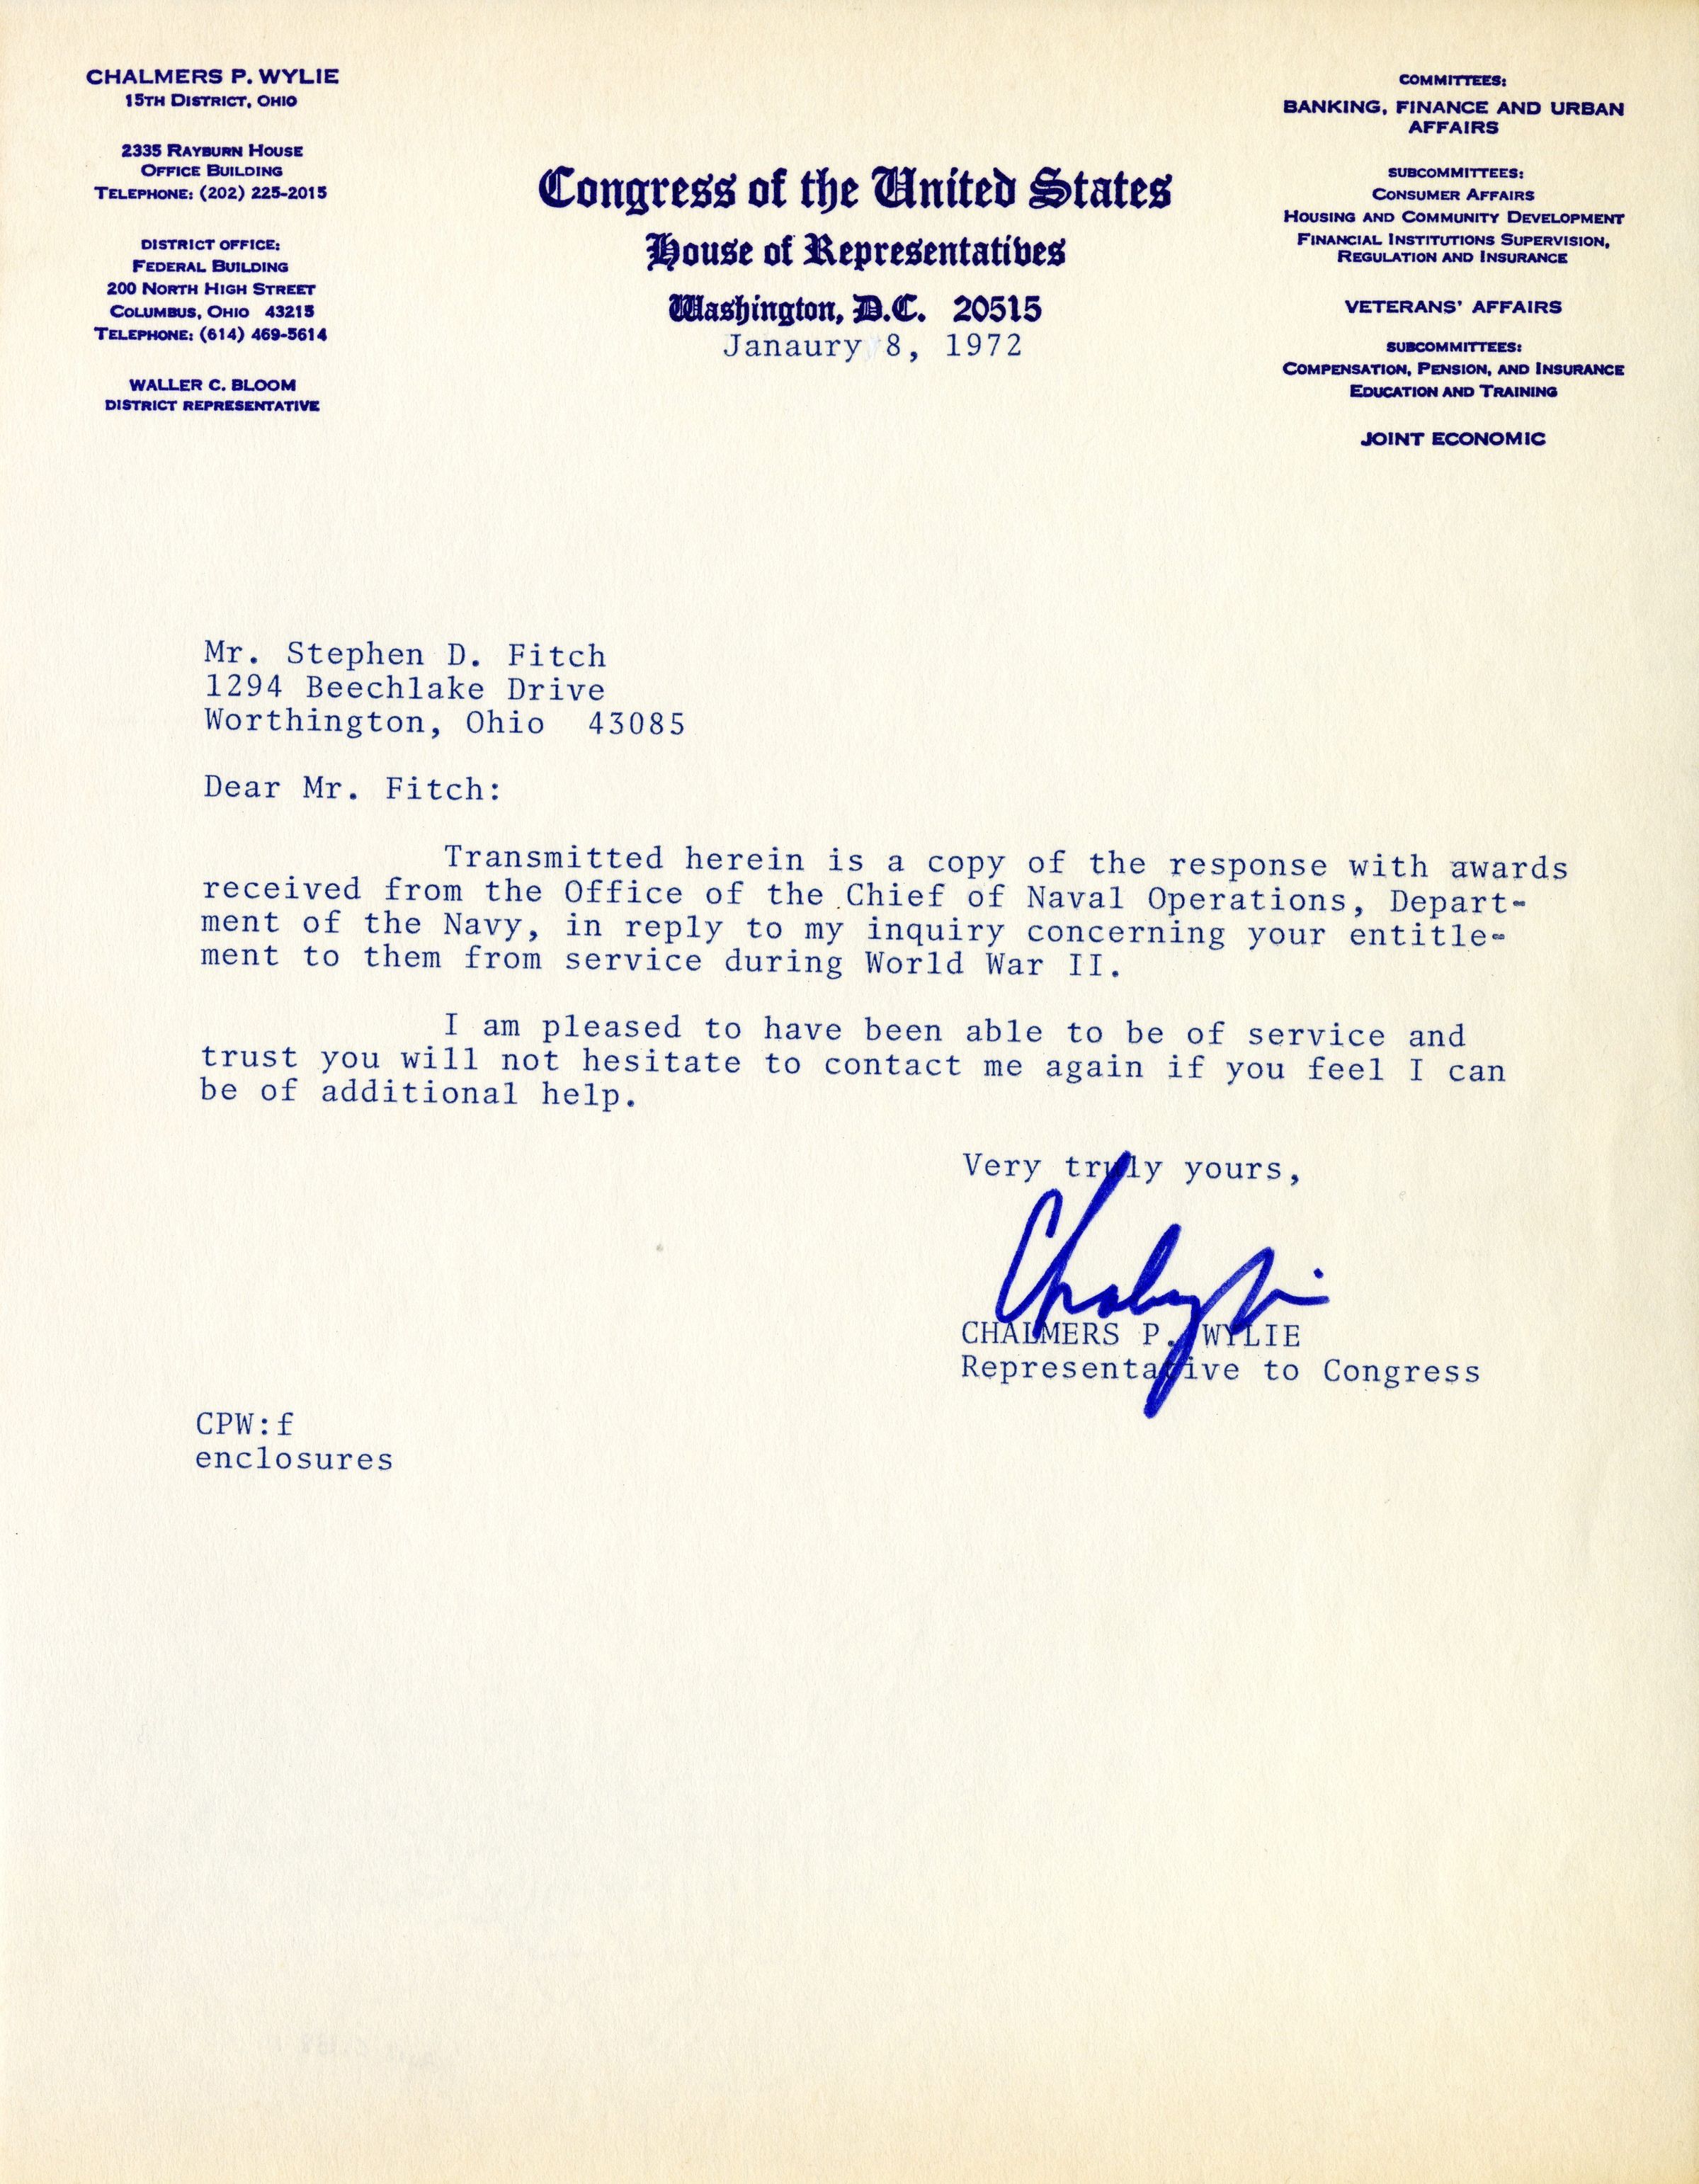 CHALMERS P. WYLIE
15TH DISTRICT, OHIO
2335 RAYBURN HOUSE
OFFICE BUILDING
TELEPHONE: (202) 225-2015
DISTRICT OFFICE:
FEDERAL BUILDING
200 NORTH HIGH STREET
COLUMBUS, OHIO 43215
TELEPHONE: (614) 469-5614
WALLER C. BLOOM
DISTRICT REPRESENTATIVE
Congress of the United States
House of Representatives
Washington, D.C. 20515
Janaury 8, 1972
COMMITTEES:
BANKING, FINANCE AND URBAN
AFFAIRS
SUBCOMMITTEES:
CONSUMER AFFAIRS
HOUSING AND COMMUNITY DEVELOPMENT
FINANCIAL INSTITUTIONS SUPERVISION,
REGULATION AND INSURANCE
VETERANS' AFFAIRS
SUBCOMMITTEES:
COMPENSATION, PENSION, AND INSURANCE
EDUCATION AND TRAINING
JOINT ECONOMIC
Mr. Stephen D. Fitch
1294 Beechlake Drive
Worthington, Ohio 43085
Dear Mr. Fitch:
Transmitted herein is a copy of the response with awards
received from the Office of the Chief of Naval Operations, Depart-
ment of the Navy, in reply to my inquiry concerning your entitle-
ment to them from service during World War II.
I am pleased to have been able to be of service and
trust you will not hesitate to contact me again if you feel I can
be of additional help.
Very truly yours,
CHALMERS P. WYLIE
Representative to Congress
CPW:f
enclosures